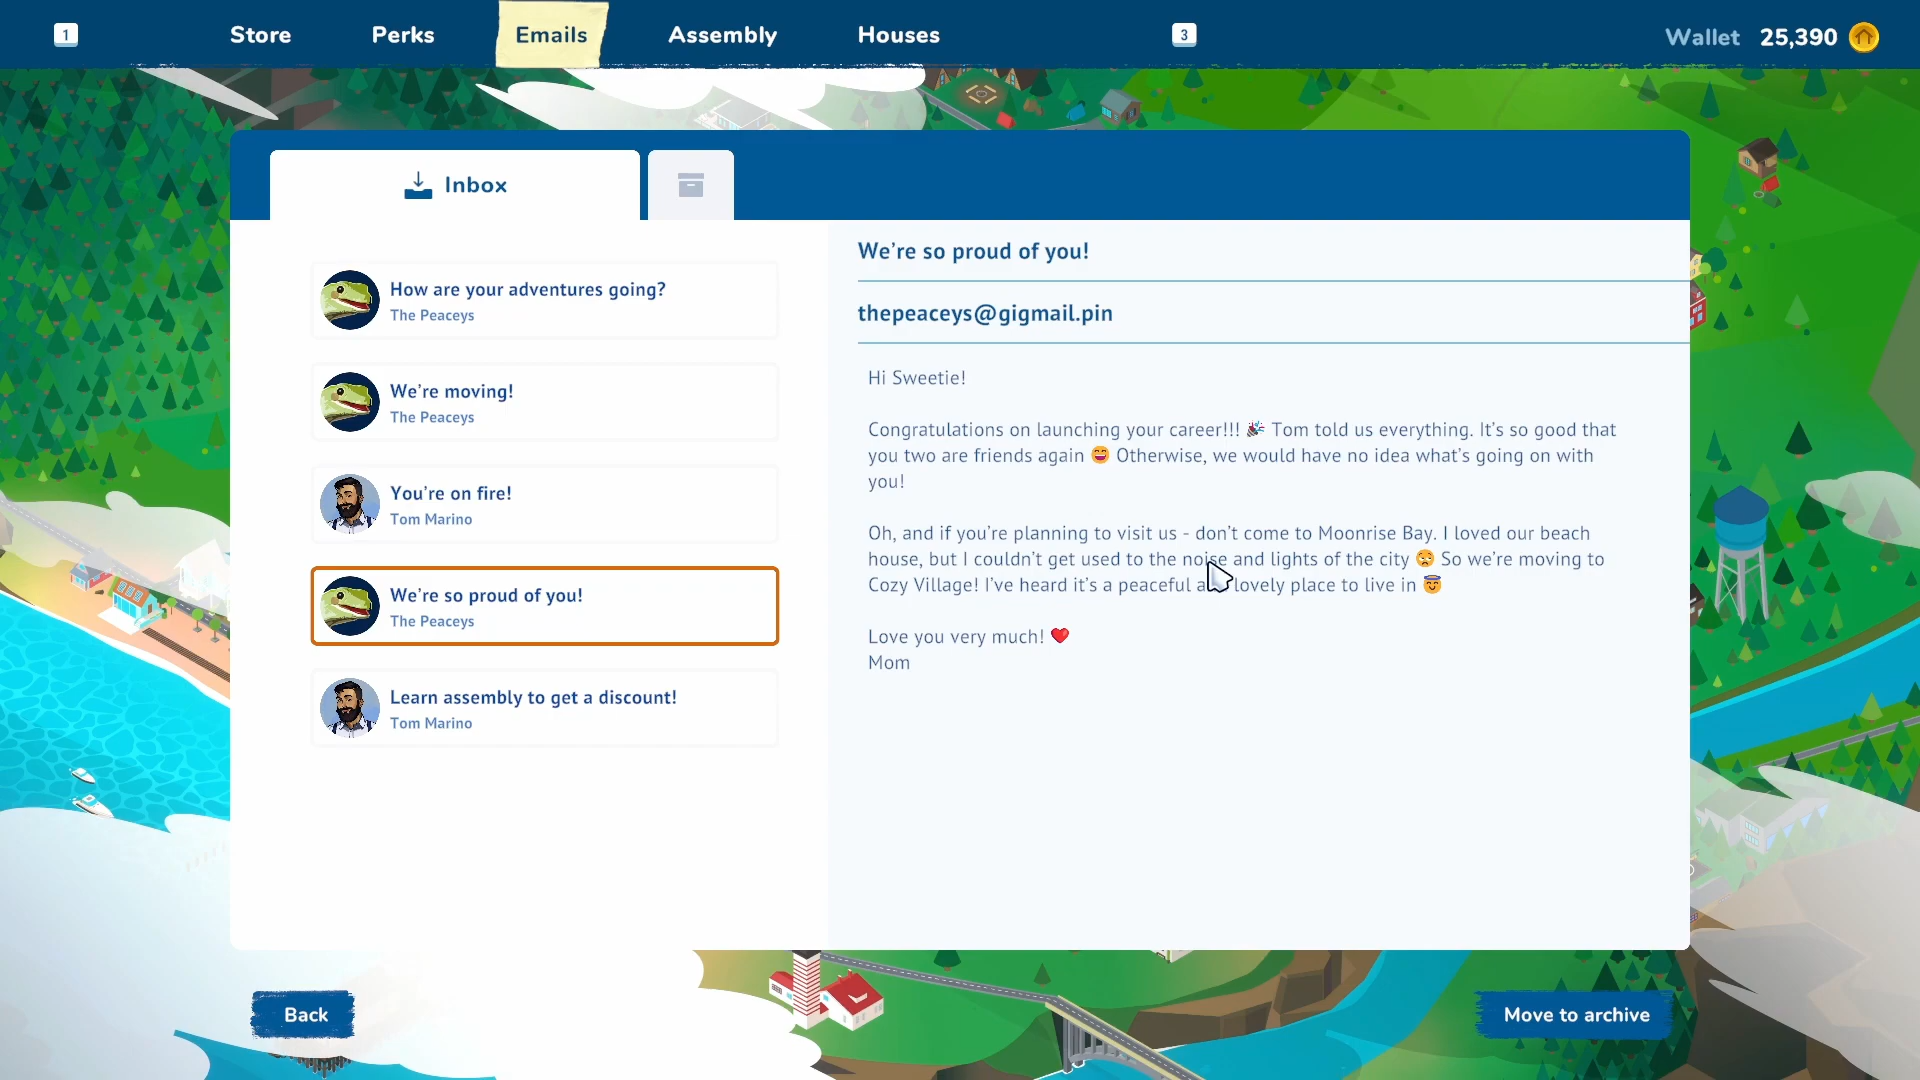 1
Store
Perks
Emails
Assembly
Houses
3
Wallet 25,390
Inbox
How are your adventures going?
The Peaceys
We're moving!
The Peaceys
You're on fire!
Tom Marino
We're so proud of you!
The Peaceys
Learn assembly to get a discount!
Tom Marino
We're so proud of you!
thepeaceys@gigmail.pin
Hi Sweetie!
Congratulations on launching your career!!! 🎉 Tom told us everything. It's so good that
you two are friends again 😄 Otherwise, we would have no idea what's going on with
you!
Oh, and if you're planning to visit us - don't come to Moonrise Bay. I loved our beach
house, but I couldn't get used to the noise and lights of the city 😟 So we're moving to
Cozy Village! I've heard it's a peaceful a lovely place to live in 😇
Love you very much! ❤️
Mom
Back
Move to archive